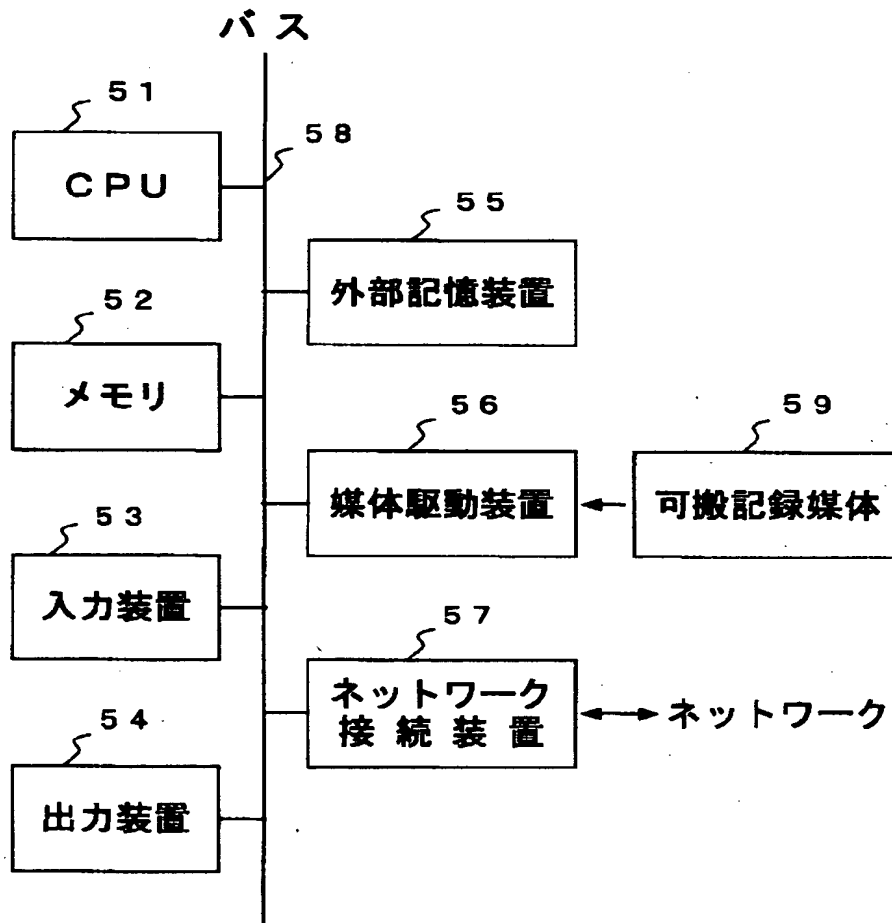 バス
51
58
CPU
55
外部記憶装置
52
メモリ
56
59
媒体駆動装置
可搬記録媒体
53
入力装置
57
ネットワーク
接続装置
ネットワーク
54
出力装置